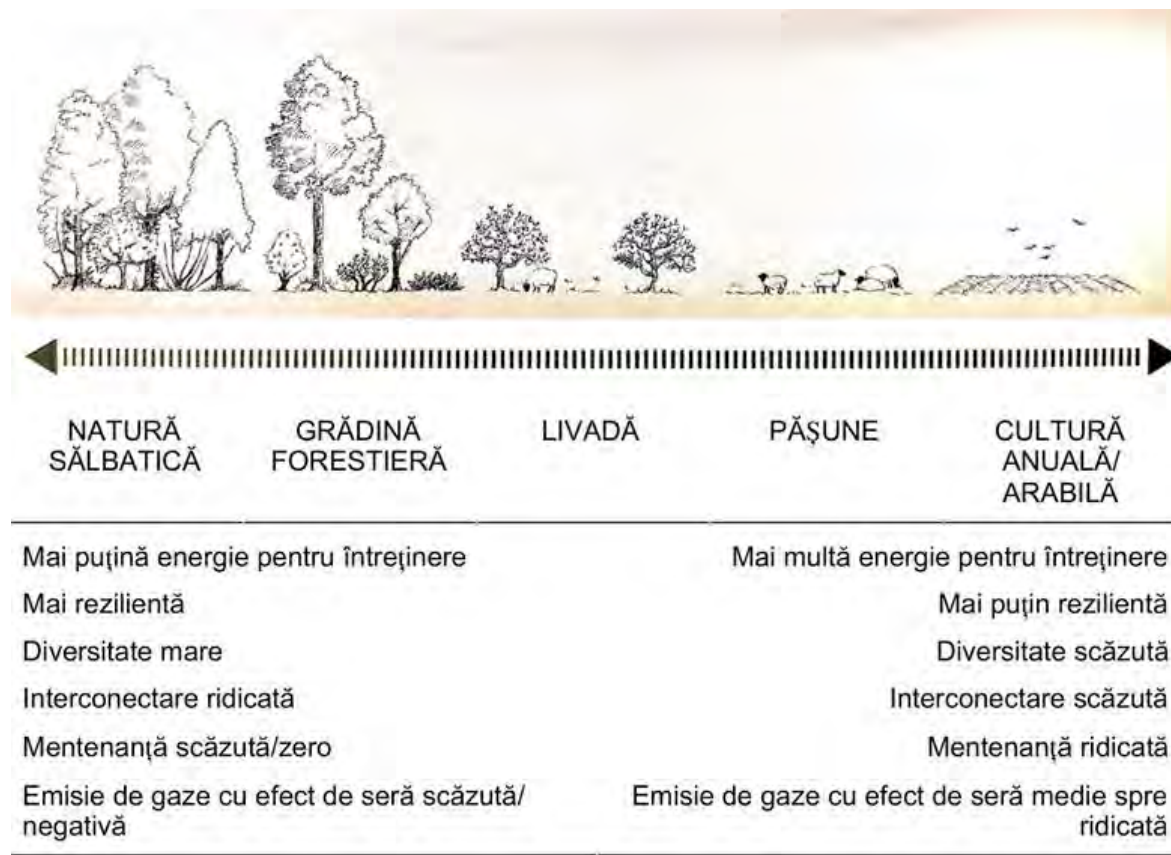 NATURĂ
SĂLBATICĂ
GRĂDINĂ
FORESTIERĂ
LIVADĂ
PĂȘUNE
CULTURĂ
ANUALĂ/
ARABILĂ
Mai puţină energie pentru întreţinere
Mai multă energie pentru întreţinere
Mai rezilientă
Mai puţin rezilientă
Diversitate mare
Diversitate scăzută
Interconectare ridicată
Interconectare scăzută
Mentenanţă scăzută/zero
Mentenanţă ridicată
Emisie de gaze cu efect de seră scăzută/
negativă
Emisie de gaze cu efect de seră medie spre
ridicată